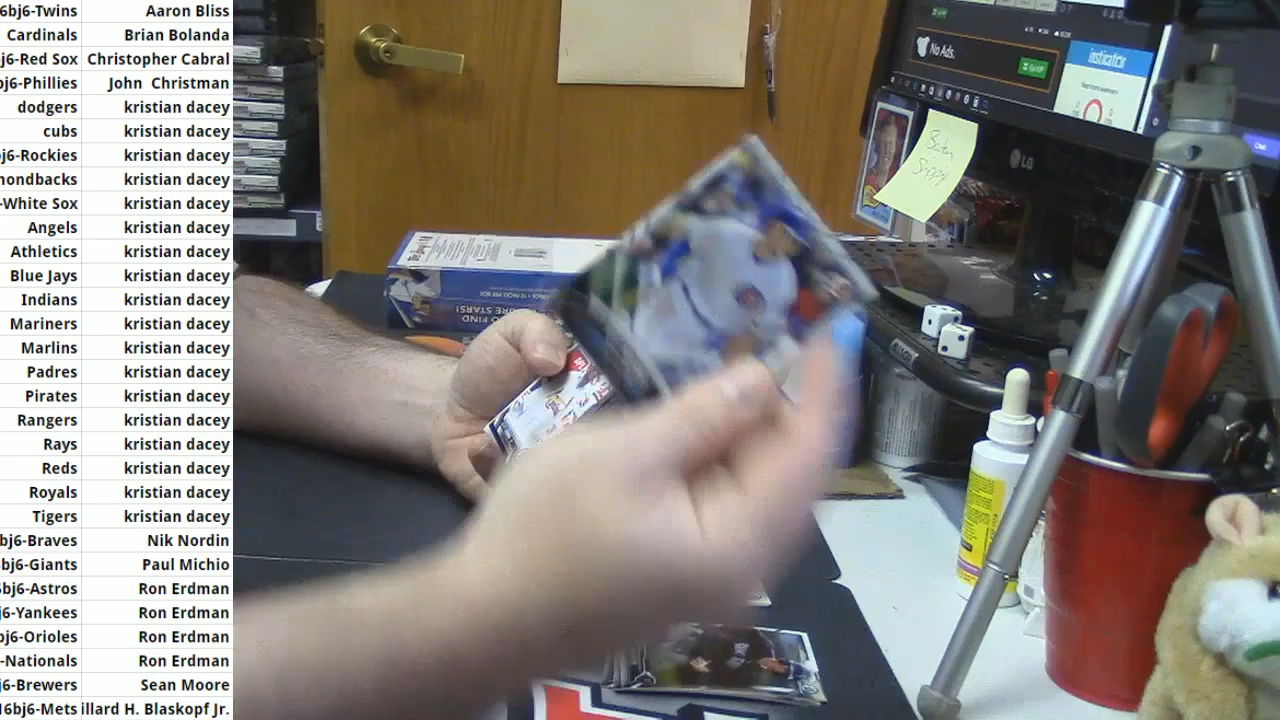 6bj6-Twins Aaron Bliss
Cardinals Brian Bolanda
j6-Red Sox Christopher Cabral
bj6-Phillies John Christman
dodgers kristian dacey
cubs kristian dacey
bj6-Rockies kristian dacey
mondbacks kristian dacey
-White Sox kristian dacey
Angels kristian dacey
Athletics kristian dacey
Blue Jays kristian dacey
Indians kristian dacey
Mariners kristian dacey
Marlins kristian dacey
Padres kristian dacey
Pirates kristian dacey
Rangers kristian dacey
Rays kristian dacey
Reds kristian dacey
Royals kristian dacey
Tigers kristian dacey
bj6-Braves Nik Nordin
bj6-Giants Paul Michio
6bj6-Astros Ron Erdman
bj6-Yankees Ron Erdman
bj6-Orioles Ron Erdman
-Nationals Ron Erdman
j6-Brewers Sean Moore
16bj6-Mets illard H. Blaskopf Jr.
No Ads.
insticator
LG